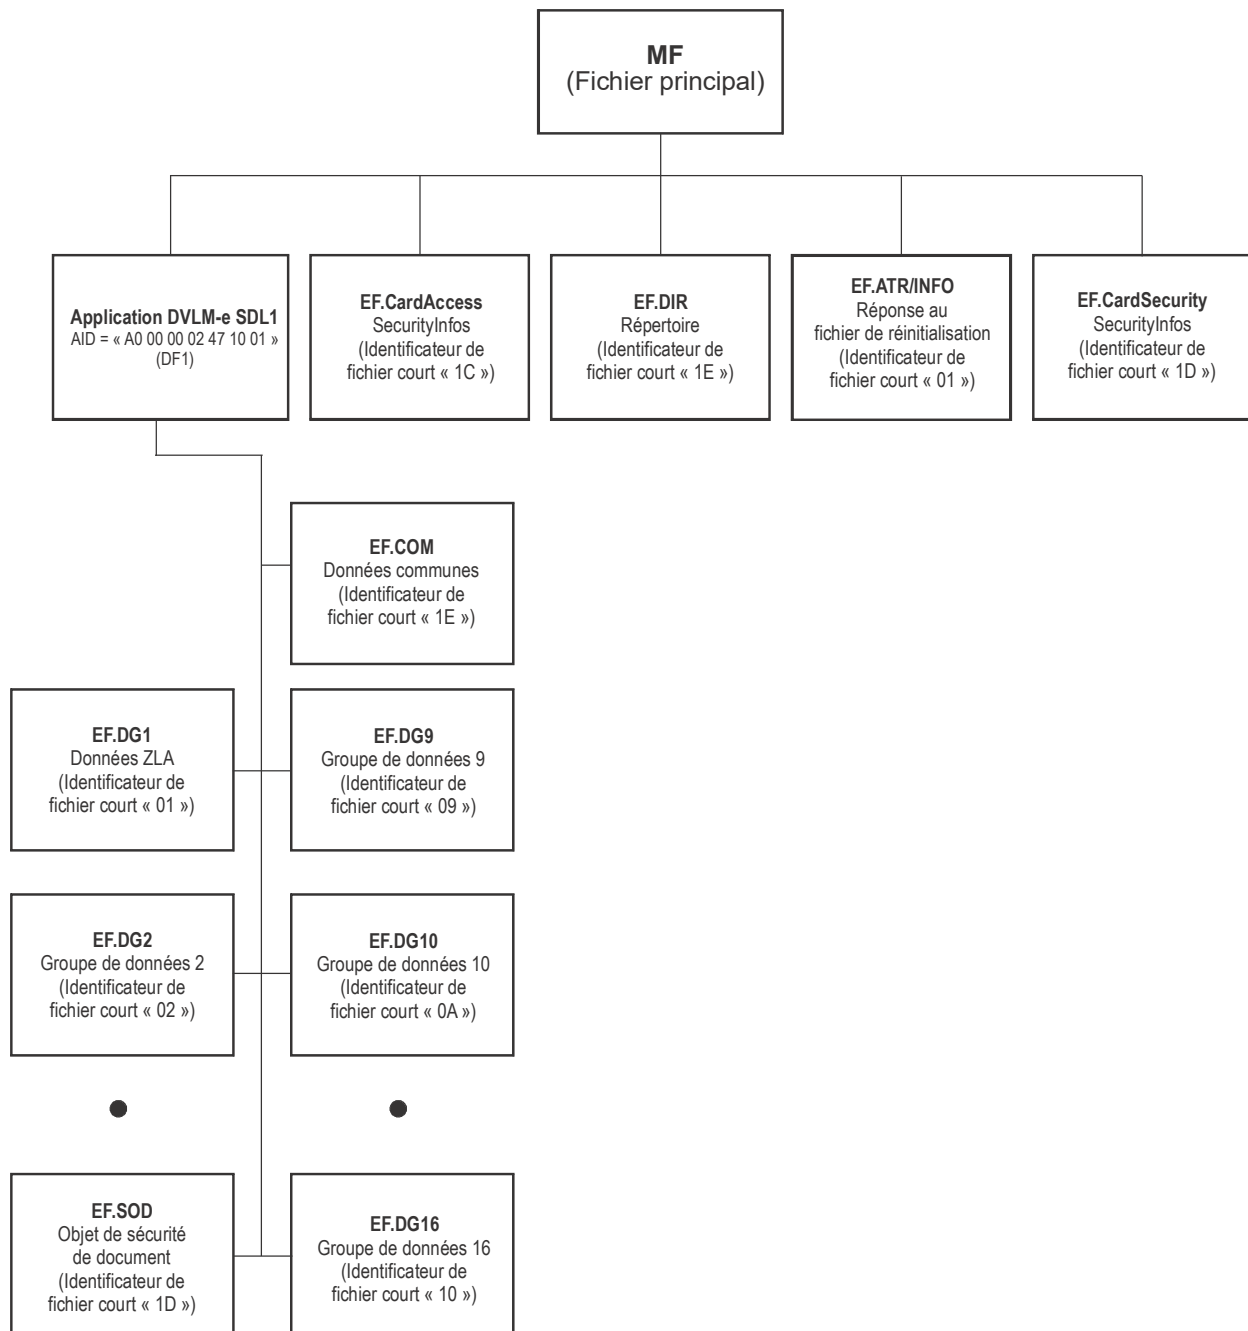 MF
(Fichier principal)
Application DVLM-e SDL1
AID = « A0 00 00 02 47 10 01 »
(DF1)
EF.CardAccess
SecurityInfos
(Identificateur de
fichier court « 1C »)
EF.DIR
Répertoire
(Identificateur de
fichier court « 1E »)
EF.ATR/INFO
Réponse au
fichier de réinitialisation
(Identificateur de
fichier court « 01 »)
EF.CardSecurity
SecurityInfos
(Identificateur de
fichier court « 1D »)
EF.COM
Données communes
(Identificateur de
fichier court « 1E »)
EF.DG1
Données ZLA
(Identificateur de
fichier court « 01 »)
EF.DG9
Groupe de données 9
(Identificateur de
fichier court « 09 »)
EF.DG2
Groupe de données 2
(Identificateur de
fichier court « 02 »)
EF.DG10
Groupe de données 10
(Identificateur de
fichier court « 0A »)
EF.SOD
Objet de sécurité
de document
(Identificateur de
fichier court « 1D »)
EF.DG16
Groupe de données 16
(Identificateur de
fichier court « 10 »)